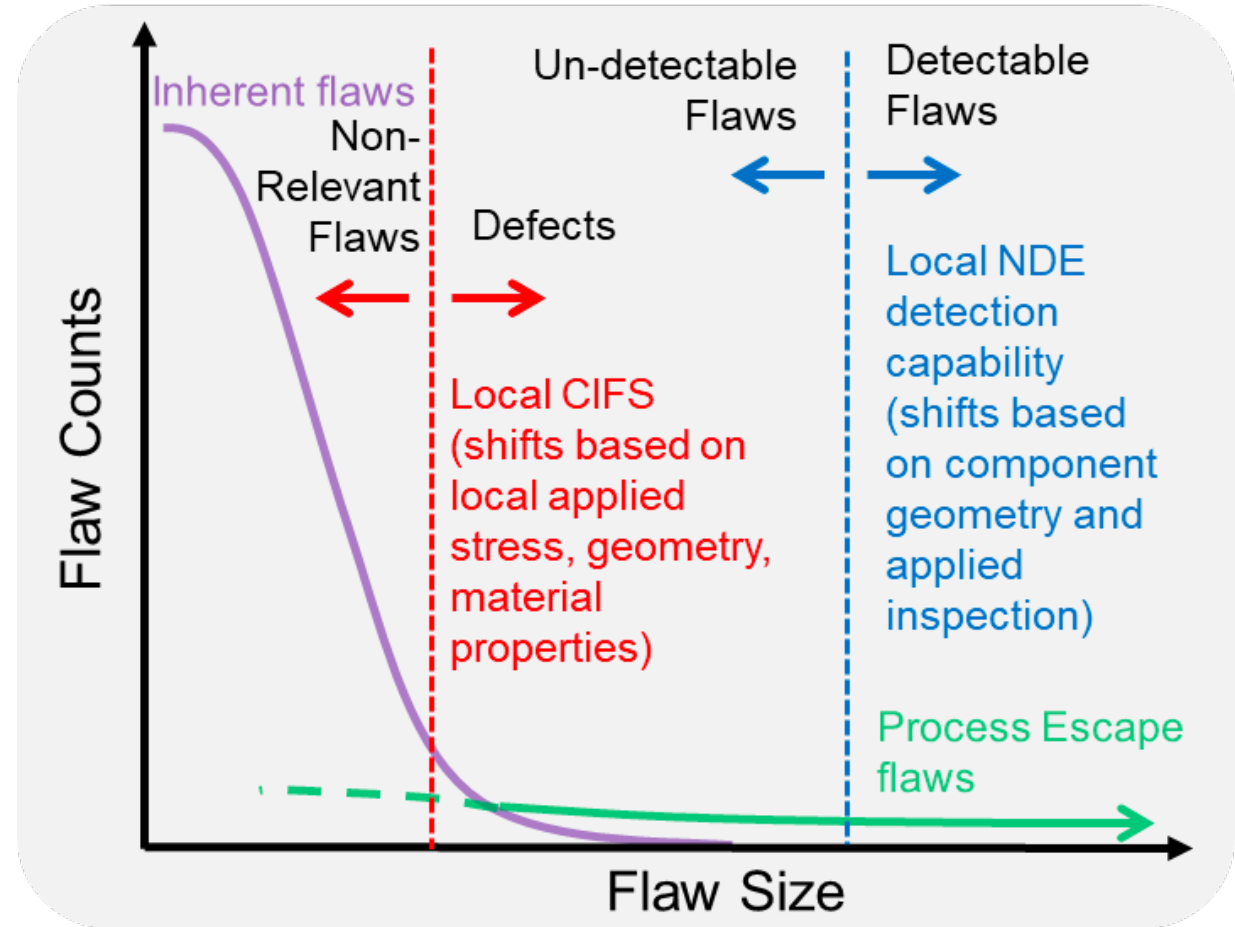 Inherent flaws
Non-
Relevant
Flaws
Defects
Un-detectable
Flaws
Detectable
Flaws
Local CIFS
(shifts based on
local applied
stress, geometry,
material
properties)
Local NDE
detection
capability
(shifts based
on component
geometry and
applied
inspection)
Process Escape
flaws
Flaw Counts
Flaw Size